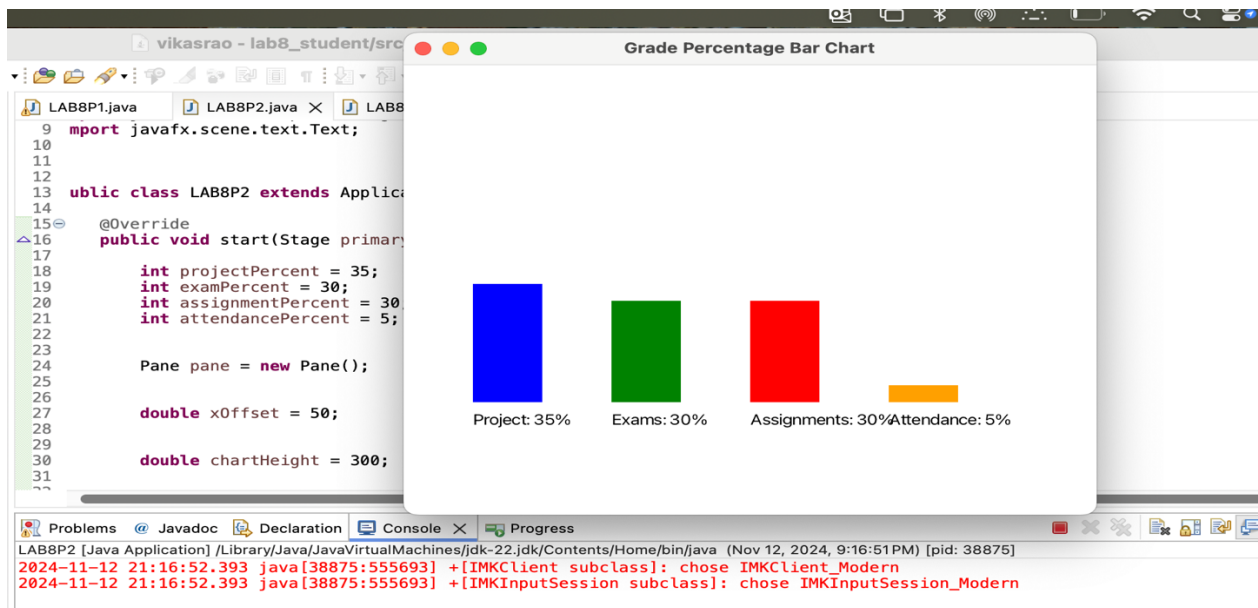 vikasrao - lab8_student/src
Grade Percentage Bar Chart
LAB8P1.java
LAB8P2.java
LAB8
9 mport javafx.scene.text.Text;
10
11
12
13 ublic class LAB8P2 extends Applica
14
15 @Override
16 public void start(Stage primary
17
18 int projectPercent = 35;
19 int examPercent = 30;
20 int assignmentPercent = 30
21 int attendancePercent = 5;
22
23
24 Pane pane = new Pane();
25
26
27 double xOffset = 50;
28
29
30 double chartHeight = 300;
31
Project: 35% Exams: 30% Assignments: 30% Attendance: 5%
Problems @ Javadoc Declaration Console Progress
LAB8P2 [Java Application] /Library/Java/JavaVirtualMachines/jdk-22.jdk/Contents/Home/bin/java (Nov 12, 2024, 9:16:51 PM) [pid: 38875]
2024-11-12 21:16:52.393 java[38875:555693] +[IMKClient subclass]: chose IMKClient_Modern
2024-11-12 21:16:52.393 java[38875:555693] +[IMKInputSession subclass]: chose IMKInputSession_Modern